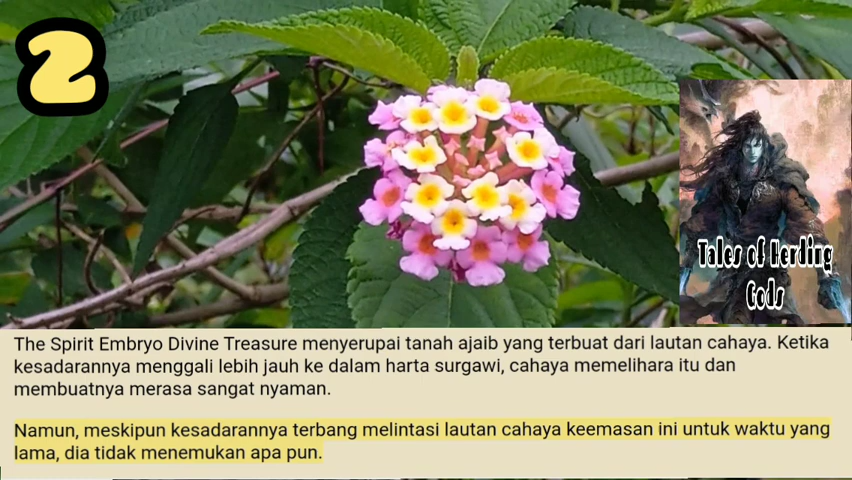 2
Tales of Herding
Gods
The Spirit Embryo Divine Treasure menyerupai tanah ajaib yang terbuat dari lautan cahaya. Ketika
kesadarannya menggali lebih jauh ke dalam harta surgawi, cahaya memelihara itu dan
membuatnya merasa sangat nyaman.
Namun, meskipun kesadarannya terbang melintasi lautan cahaya keemasan ini untuk waktu yang
lama, dia tidak menemukan apa pun.